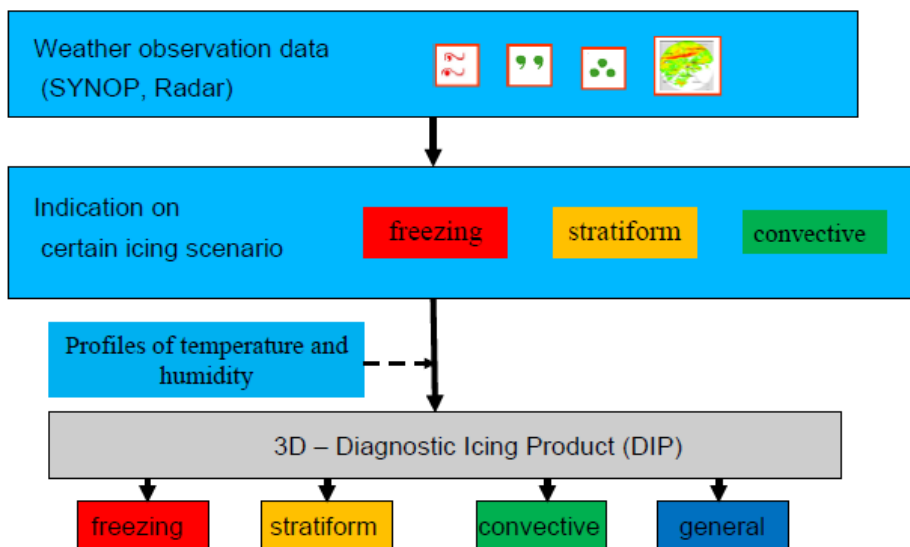 Weather observation data
(SYNOP, Radar)
Indication on
certain icing scenario
freezing
stratiform
convective
Profiles of temperature and
humidity
3D – Diagnostic Icing Product (DIP)
freezing
stratiform
convective
general